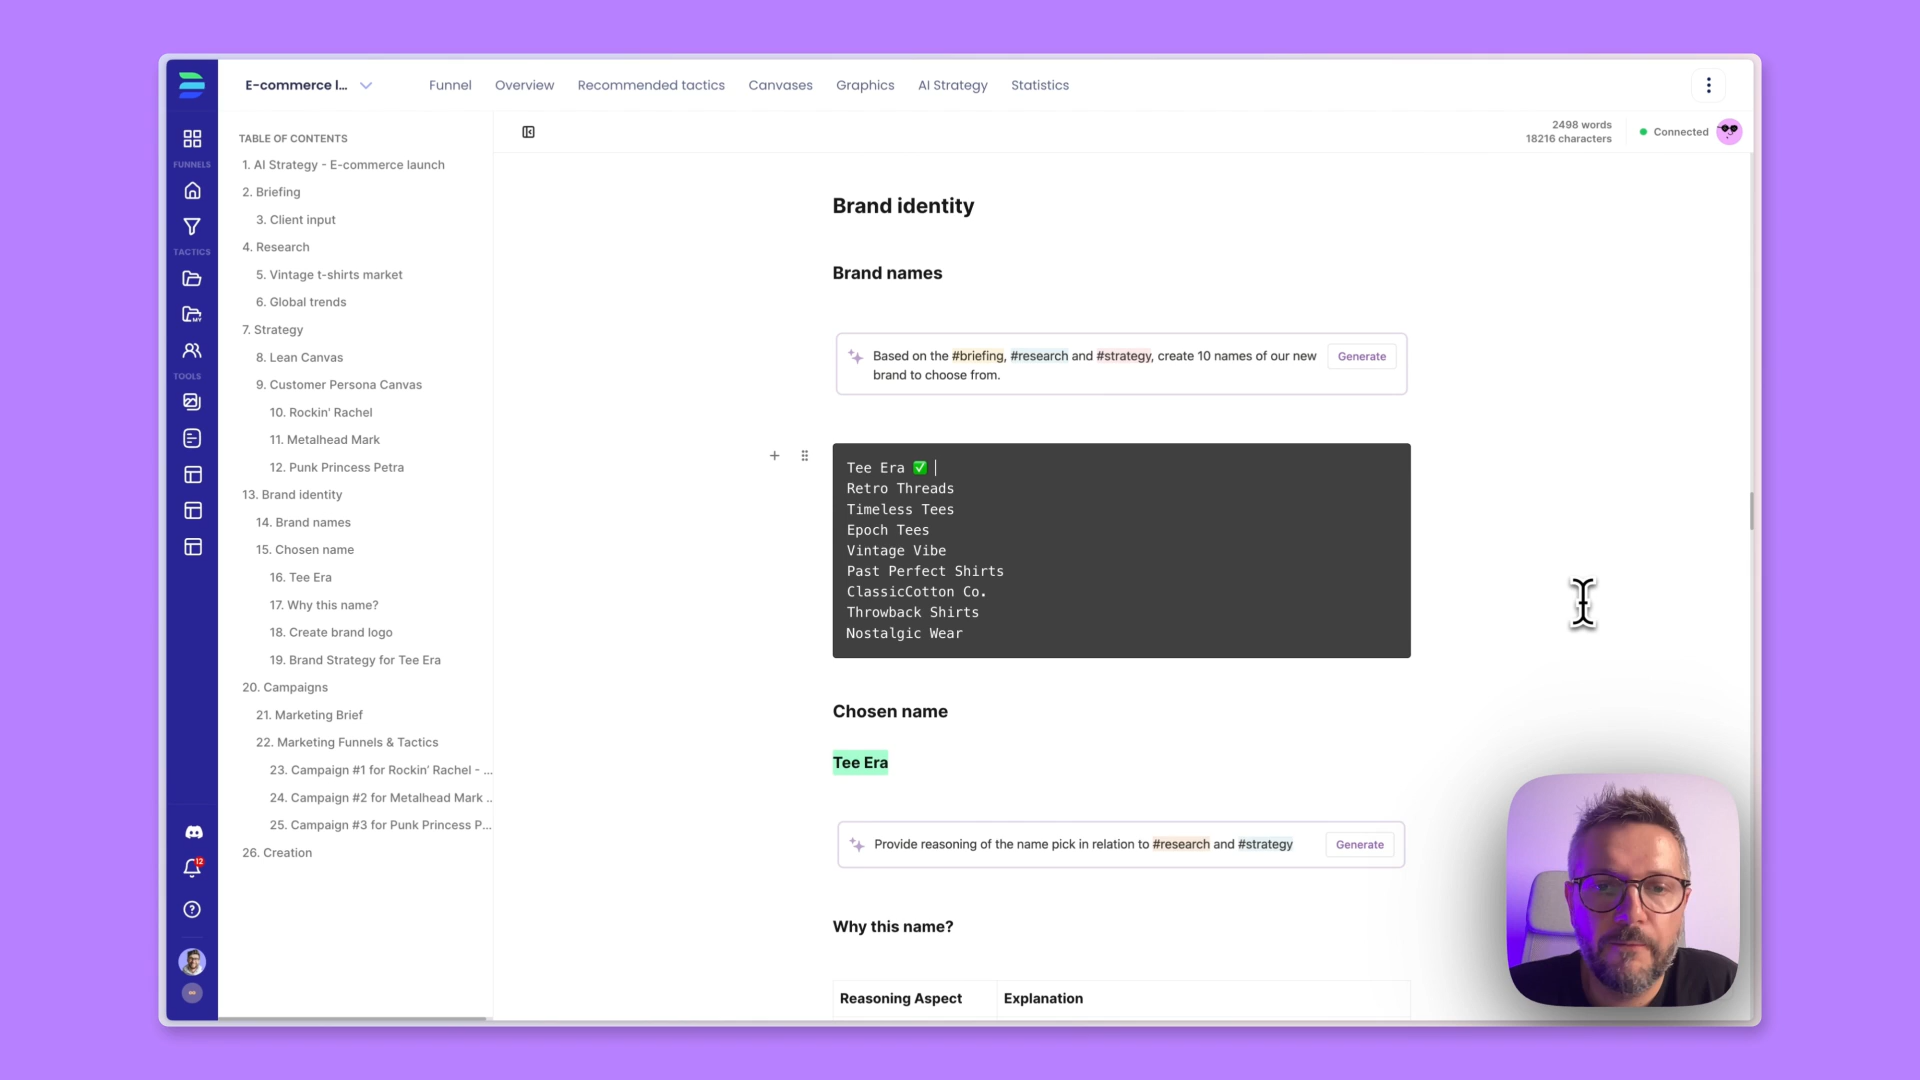 E-commerce l...
Funnel
Overview
Recommended tactics
Canvases
Graphics
AI Strategy
Statistics
2498 words
18216 characters
Connected
FUNNELS
TACTICS
MY
TOOLS
12
TABLE OF CONTENTS
1. AI Strategy - E-commerce launch
2. Briefing
3. Client input
4. Research
5. Vintage t-shirts market
6. Global trends
7. Strategy
8. Lean Canvas
9. Customer Persona Canvas
10. Rockin' Rachel
11. Metalhead Mark
12. Punk Princess Petra
13. Brand identity
14. Brand names
15. Chosen name
16. Tee Era
17. Why this name?
18. Create brand logo
19. Brand Strategy for Tee Era
20. Campaigns
21. Marketing Brief
22. Marketing Funnels & Tactics
23. Campaign #1 for Rockin' Rachel - ...
24. Campaign #2 for Metalhead Mark ..
25. Campaign #3 for Punk Princess P...
26. Creation
Brand identity
Brand names
Based on the #briefing, #research and #strategy, create 10 names of our new
brand to choose from.
Generate
Tee Era ✅
Retro Threads
Timeless Tees
Epoch Tees
Vintage Vibe
Past Perfect Shirts
ClassicCotton Co.
Throwback Shirts
Nostalgic Wear
Chosen name
Tee Era
Provide reasoning of the name pick in relation to #research and #strategy
Generate
Why this name?
Reasoning Aspect
Explanation